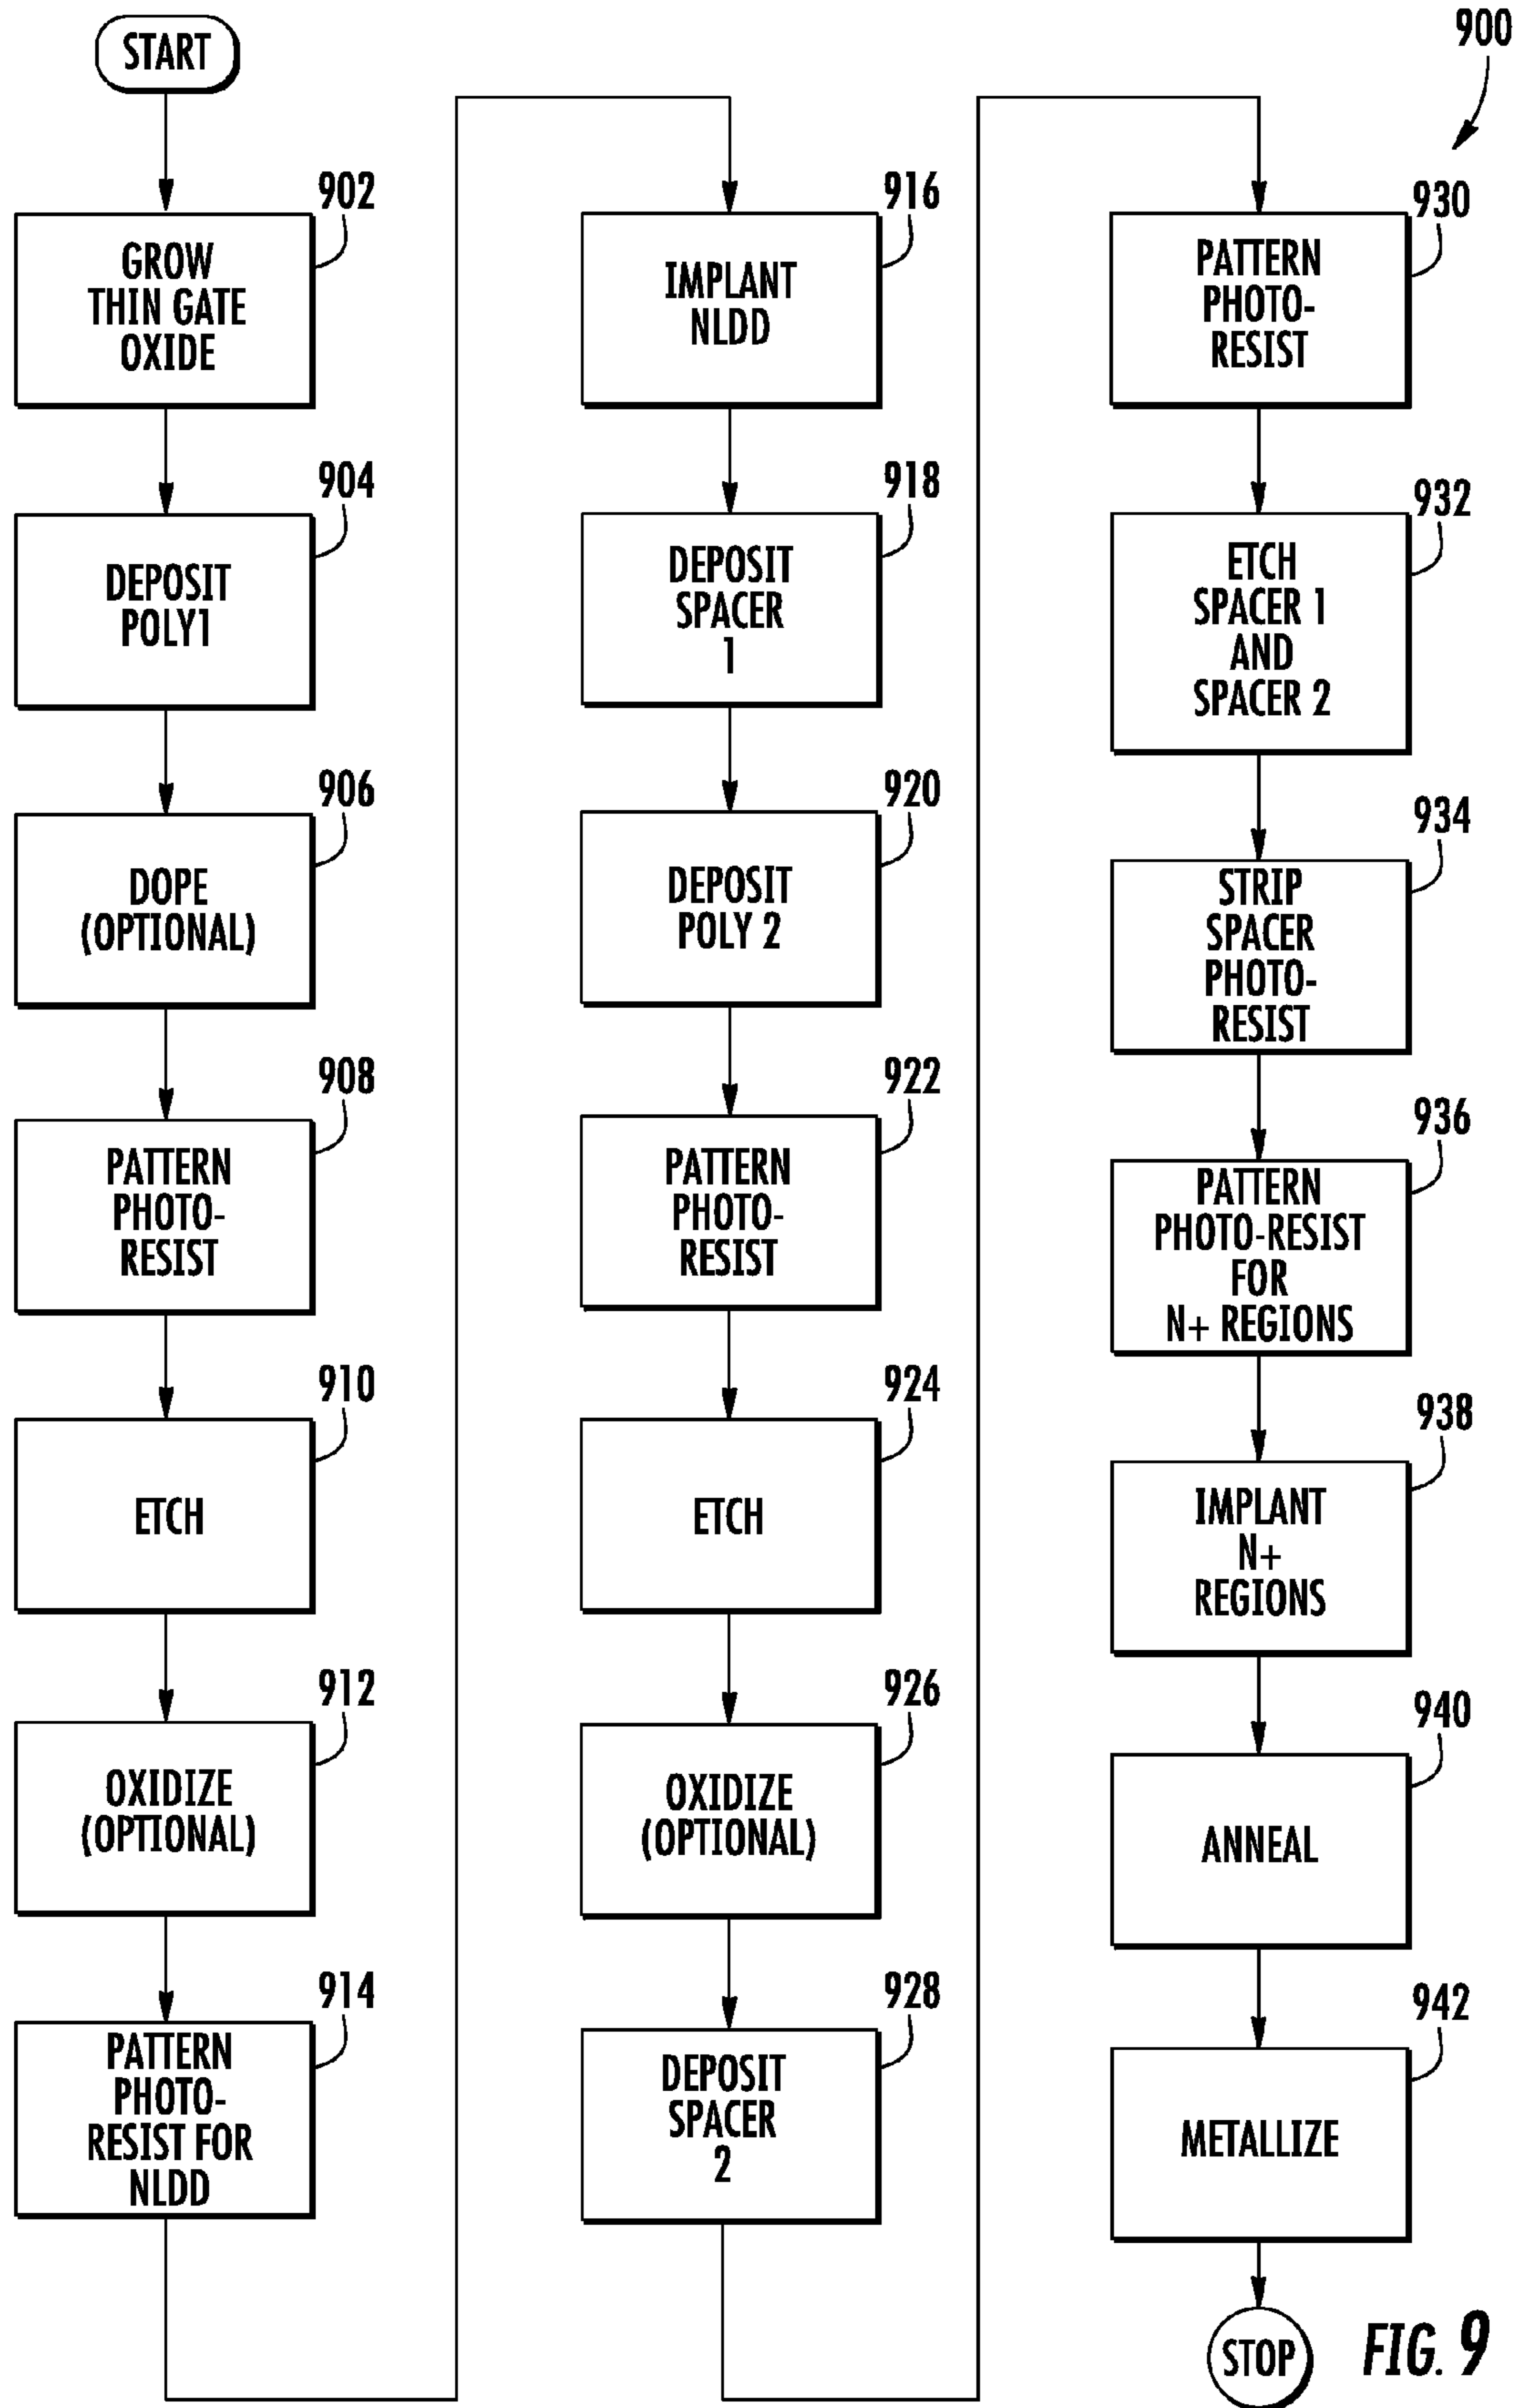 START
902
GROW
THIN GATE
OXIDE
904
DEPOSIT
POLY1
906
DOPE
(OPTIONAL)
908
PATTERN
PHOTO-
RESIST
910
ETCH
912
OXIDIZE
(OPTIONAL)
914
PATTERN
PHOTO-
RESIST FOR
NLDD
916
IMPLANT
NLDD
918
DEPOSIT
SPACER
1
920
DEPOSIT
POLY 2
922
PATTERN
PHOTO-
RESIST
924
ETCH
926
OXIDIZE
(OPTIONAL)
928
DEPOSIT
SPACER
2
900
930
PATTERN
PHOTO-
RESIST
932
ETCH
SPACER 1
AND
SPACER 2
934
STRIP
SPACER
PHOTO-
RESIST
936
PATTERN
PHOTO-RESIST
FOR
N+ REGIONS
938
IMPLANT
N+
REGIONS
940
ANNEAL
942
METALLIZE
STOP
FIG. 9